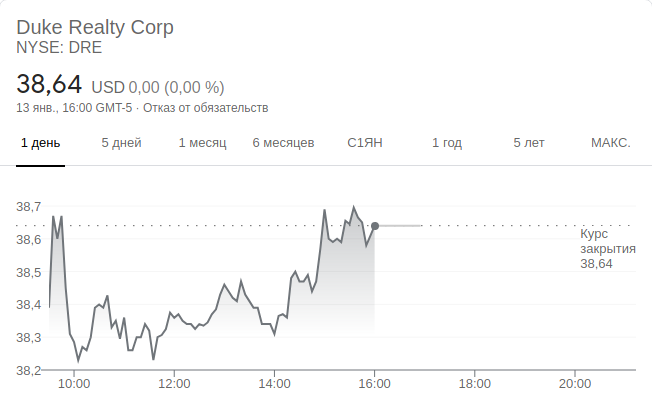 Duke Realty Corp
NYSE: DRE
38,64 USD 0,00 (0,00 %)
13 янв., 16:00 GMT-5 · Отказ от обязательств
1 день 5 дней 1 месяц 6 месяцев С1ЯН 1 год 5 лет МАКС.
38,7
38,6
38,5
38,4
38,3
38,2
Курс
закрытия
38,64
10:00 12:00 14:00 16:00 18:00 20:00